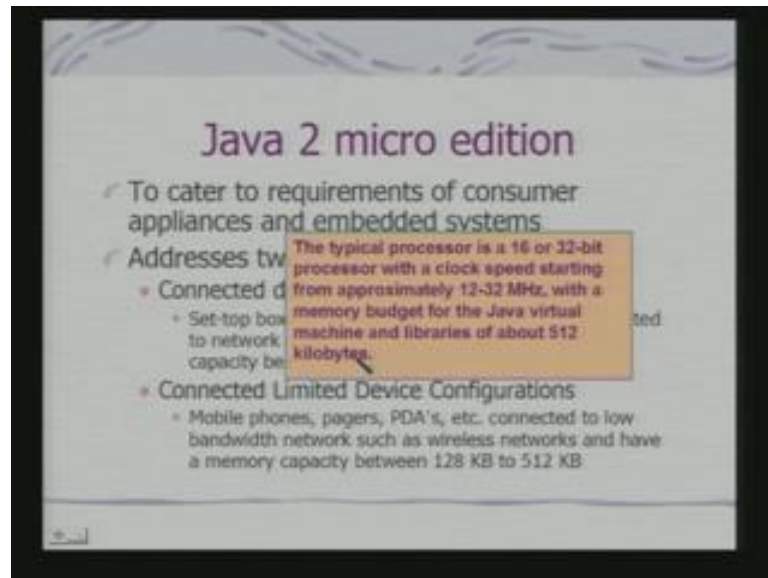 Java 2 micro edition
To cater to requirements of consumer
appliances and embedded systems
Addresses tw
The typical processor is a 16 or 32-bit
processor with a clock speed starting
from approximately 12-32 MHz, with a
memory budget for the Java virtual
machine and libraries of about 512
kilobytes.
Connected d
Set-top box ted
to network
capacity be
Connected Limited Device Configurations
Mobile phones, pagers, PDA's, etc. connected to low
bandwidth network such as wireless networks and have
a memory capacity between 128 KB to 512 KB